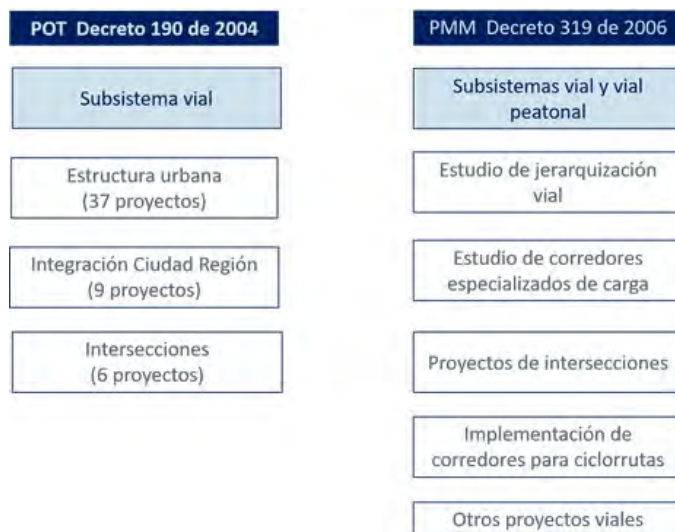 POT Decreto 190 de 2004
Subsistema vial
Estructura urbana
(37 proyectos)
Integración Ciudad Región
(9 proyectos)
Intersecciones
(6 proyectos)
PMM Decreto 319 de 2006
Subsistemas vial y vial
peatonal
Estudio de jerarquización
vial
Estudio de corredores
especializados de carga
Proyectos de intersecciones
Implementación de
corredores para ciclorrutas
Otros proyectos viales